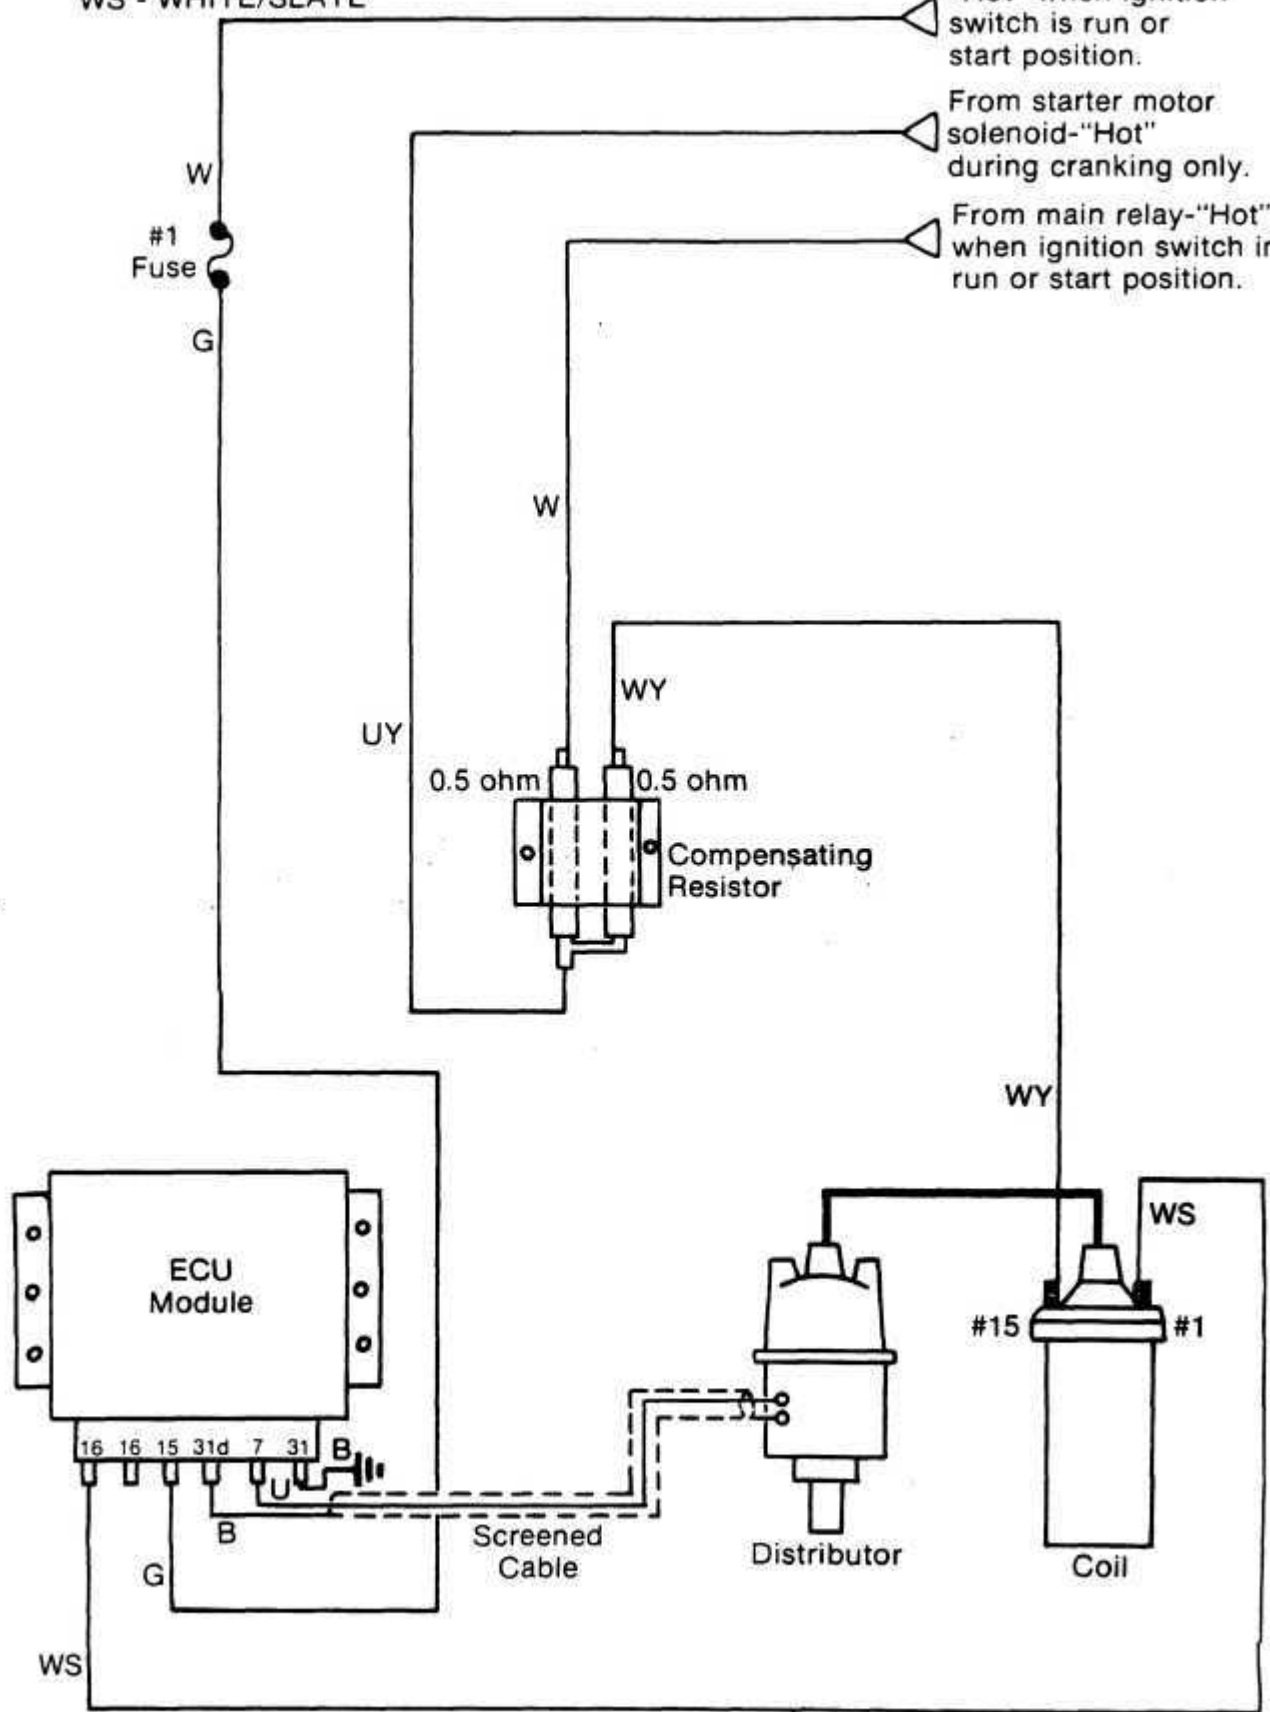 WS - WHITE/SLATE
"Hot" when ignition
switch is run or
start position.
From starter motor
solenoid-"Hot"
during cranking only.
From main relay-"Hot"
when ignition switch in
run or start position.
W
#1
Fuse
G
W
WY
UY
0.5 ohm
0.5 ohm
Compensating
Resistor
WY
WS
ECU
Module
#15
#1
16 16 15 31d 7 31
B
U
B
Screened
Cable
Distributor
Coil
G
WS